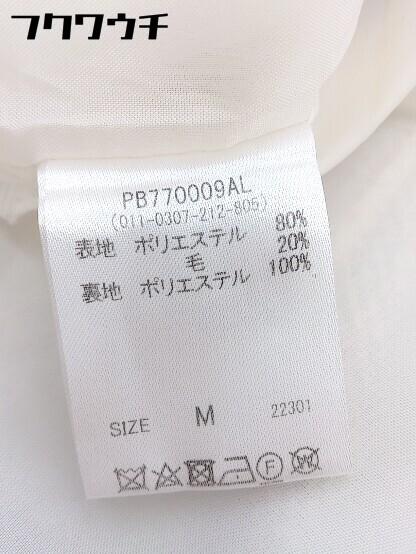 フクワウチ
PB770009AL
(011-0307-212-805)
表地 ポリエステル 80%
毛 20%
裏地 ポリエステル 100%
SIZE M 22301